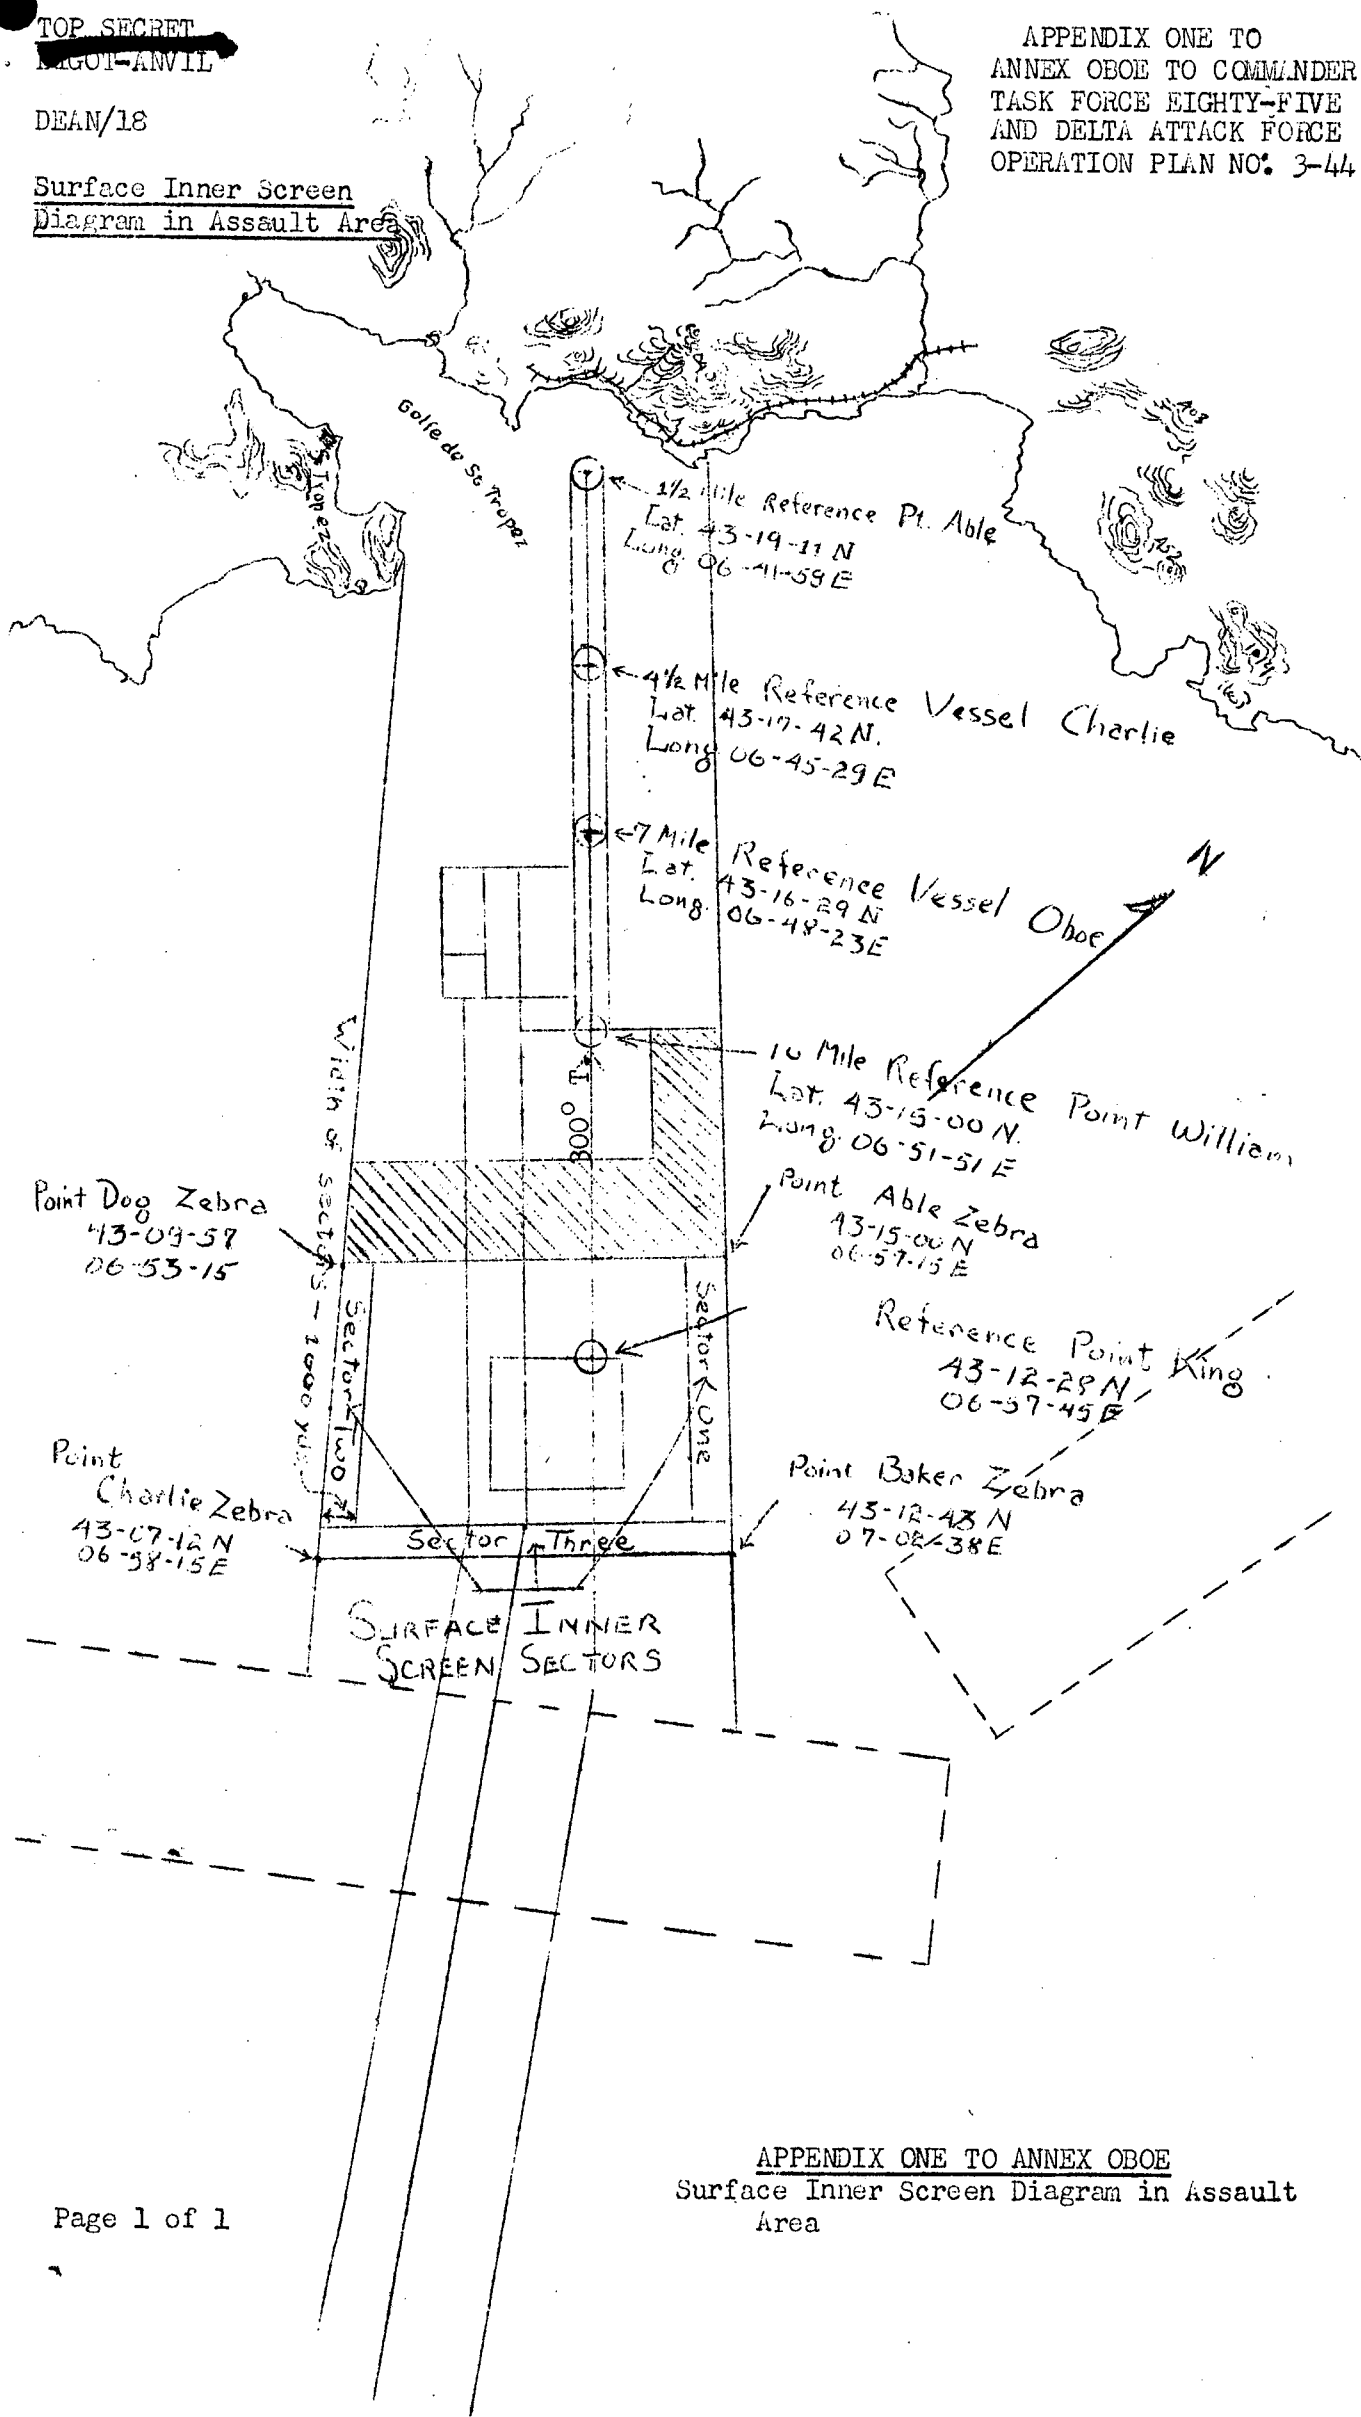 TOP SECRET
BIGOT-ANVIL
DEAN/18
Surface Inner Screen
Diagram in Assault Area
APPENDIX ONE TO
ANNEX OBOE TO COMMANDER
TASK FORCE EIGHTY-FIVE
AND DELTA ATTACK FORCE
OPERATION PLAN NO. 3-44
Golfe de St Tropez
St Tropez
1½ Mile Reference Pt. Able
Lat. 43-19-11 N
Long. 06-41-59 E
4½ Mile Reference Vessel Charlie
Lat. 43-17-42 N.
Long 06-45-29 E
7 Mile Reference Vessel Oboe
Lat. 43-16-29 N
Long. 06-48-23 E
N
10 Mile Reference Point William
Lat. 43-15-00 N.
Long. 06-51-51 E
300° T.
Width of sectors - 1000 yds
Point Dog Zebra
43-09-57
06-53-15
Point Able Zebra
43-15-00 N
06-57-15 E
Sector Two
Sector One
Reference Point King
43-12-29 N
06-57-45 E
Point
Charlie Zebra
43-07-12 N
06-58-15 E
Point Baker Zebra
43-12-43 N
07-02-38 E
Sector Three
SURFACE INNER
SCREEN SECTORS
APPENDIX ONE TO ANNEX OBOE
Surface Inner Screen Diagram in Assault
Area
Page 1 of 1